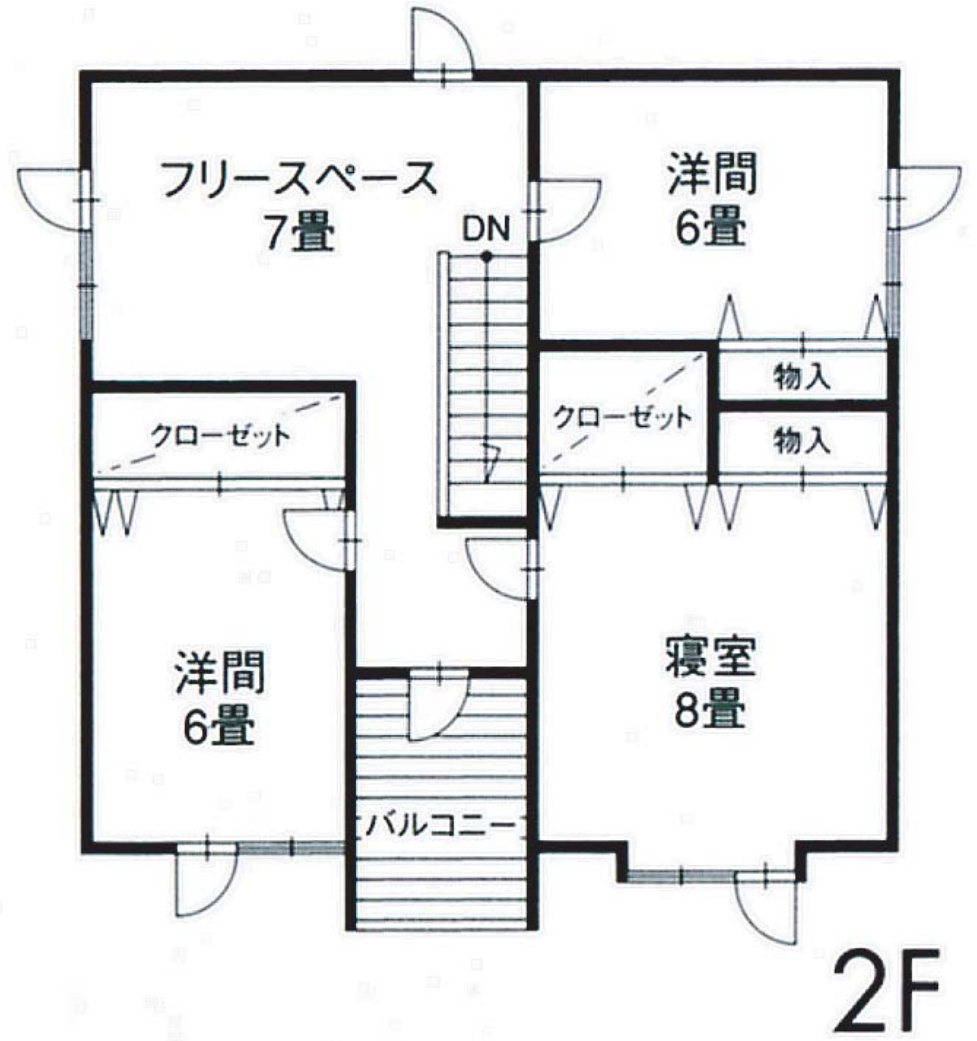 フリースペース
7畳
DN
洋間
6畳
物入
クローゼット
クローゼット
物入
洋間
6畳
寝室
8畳
バルコニー
2F